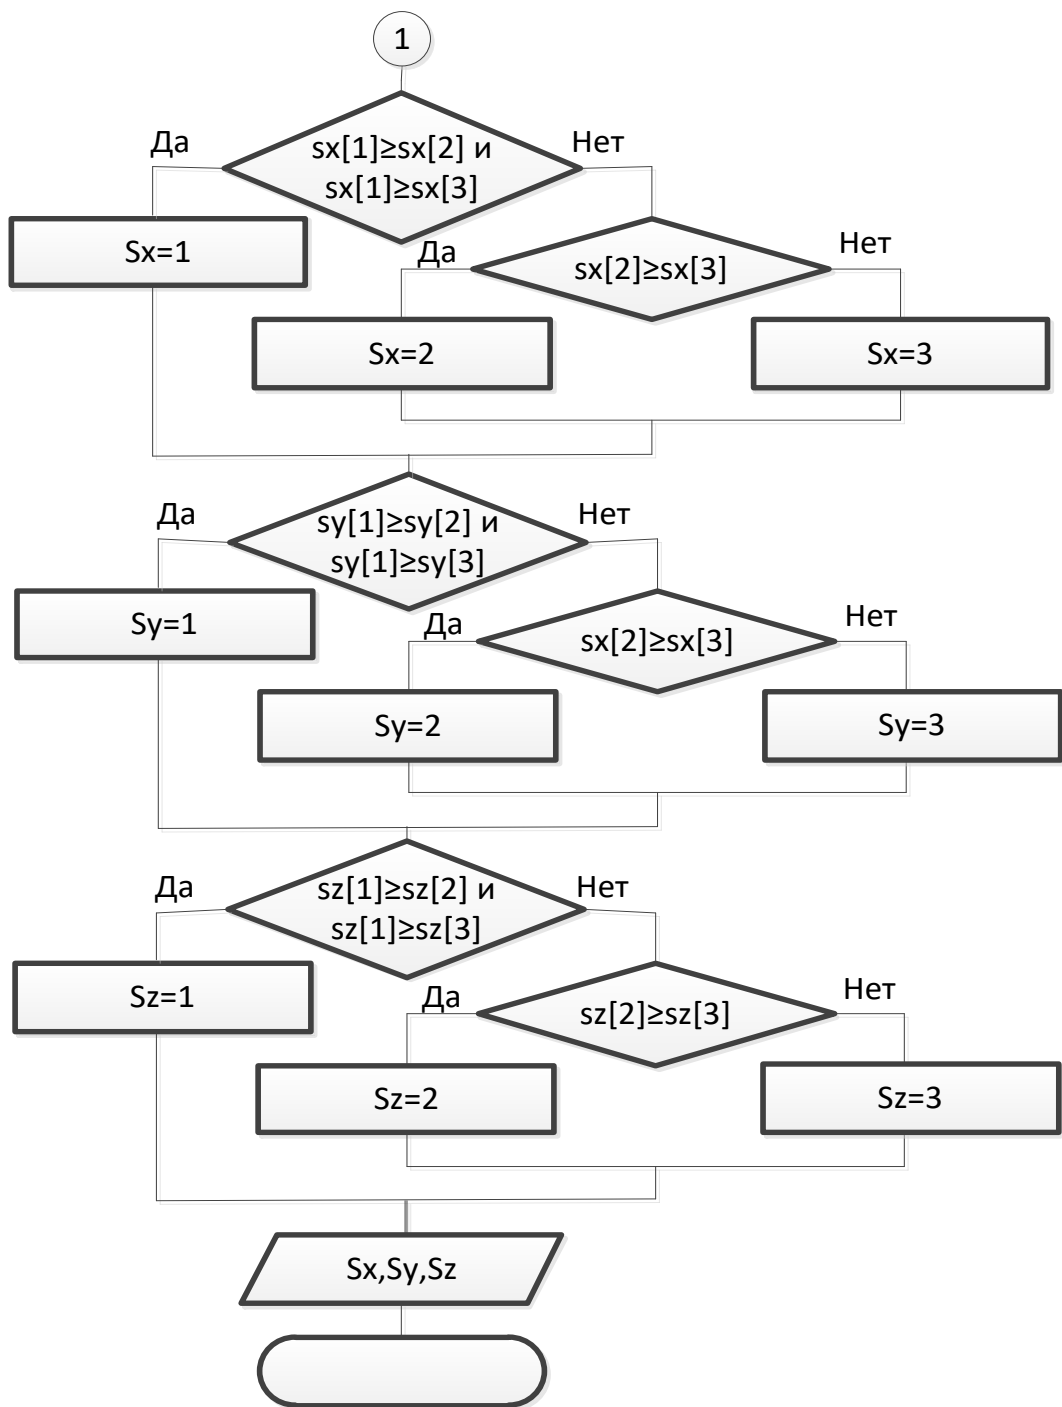 1
Да
sx[1]≥sx[2] и
sx[1]≥sx[3]
Нет
Sx=1
Да
sx[2]≥sx[3]
Нет
Sx=2
Sx=3
Да
sy[1]≥sy[2] и
sy[1]≥sy[3]
Нет
Sy=1
Да
sx[2]≥sx[3]
Нет
Sy=2
Sy=3
Да
sz[1]≥sz[2] и
sz[1]≥sz[3]
Нет
Sz=1
Да
sz[2]≥sz[3]
Нет
Sz=2
Sz=3
Sx,Sy,Sz